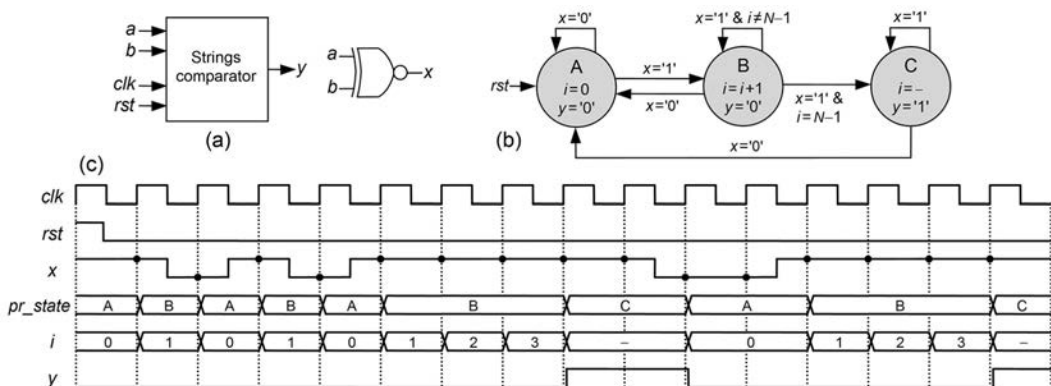 a
b
clk
rst
Strings
comparator
y
a
b
x
(a)
x='0'
x='1' & i≠N–1
x='1'
rst
A
i=0
y='0'
x='1'
x='0'
B
i=i+1
y='0'
x='1' &
i=N–1
C
i=–
y='1'
x='0'
(b)
(c)
clk
rst
x
pr_state A B A B A B C A B C
i 0 1 0 1 0 1 2 3 – 0 1 2 3 –
y